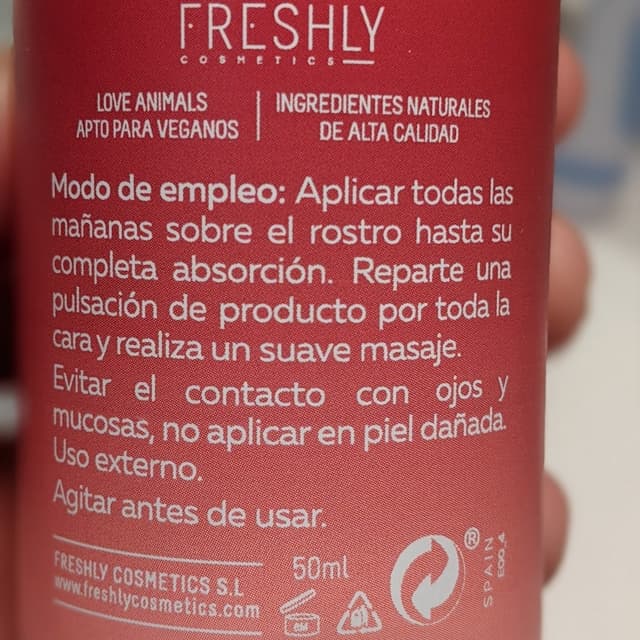 FRESHLY
COSMETICS
LOVE ANIMALS
APTO PARA VEGANOS
INGREDIENTES NATURALES
DE ALTA CALIDAD
Modo de empleo: Aplicar todas las
mañanas sobre el rostro hasta su
completa absorción. Reparte una
pulsación de producto por toda la
cara y realiza un suave masaje.
Evitar el contacto con ojos y
mucosas, no aplicar en piel dañada.
Uso externo.
Agitar antes de usar.
FRESHLY COSMETICS S.L
www.freshlycosmetics.com
50ml
6M
®
SPAIN